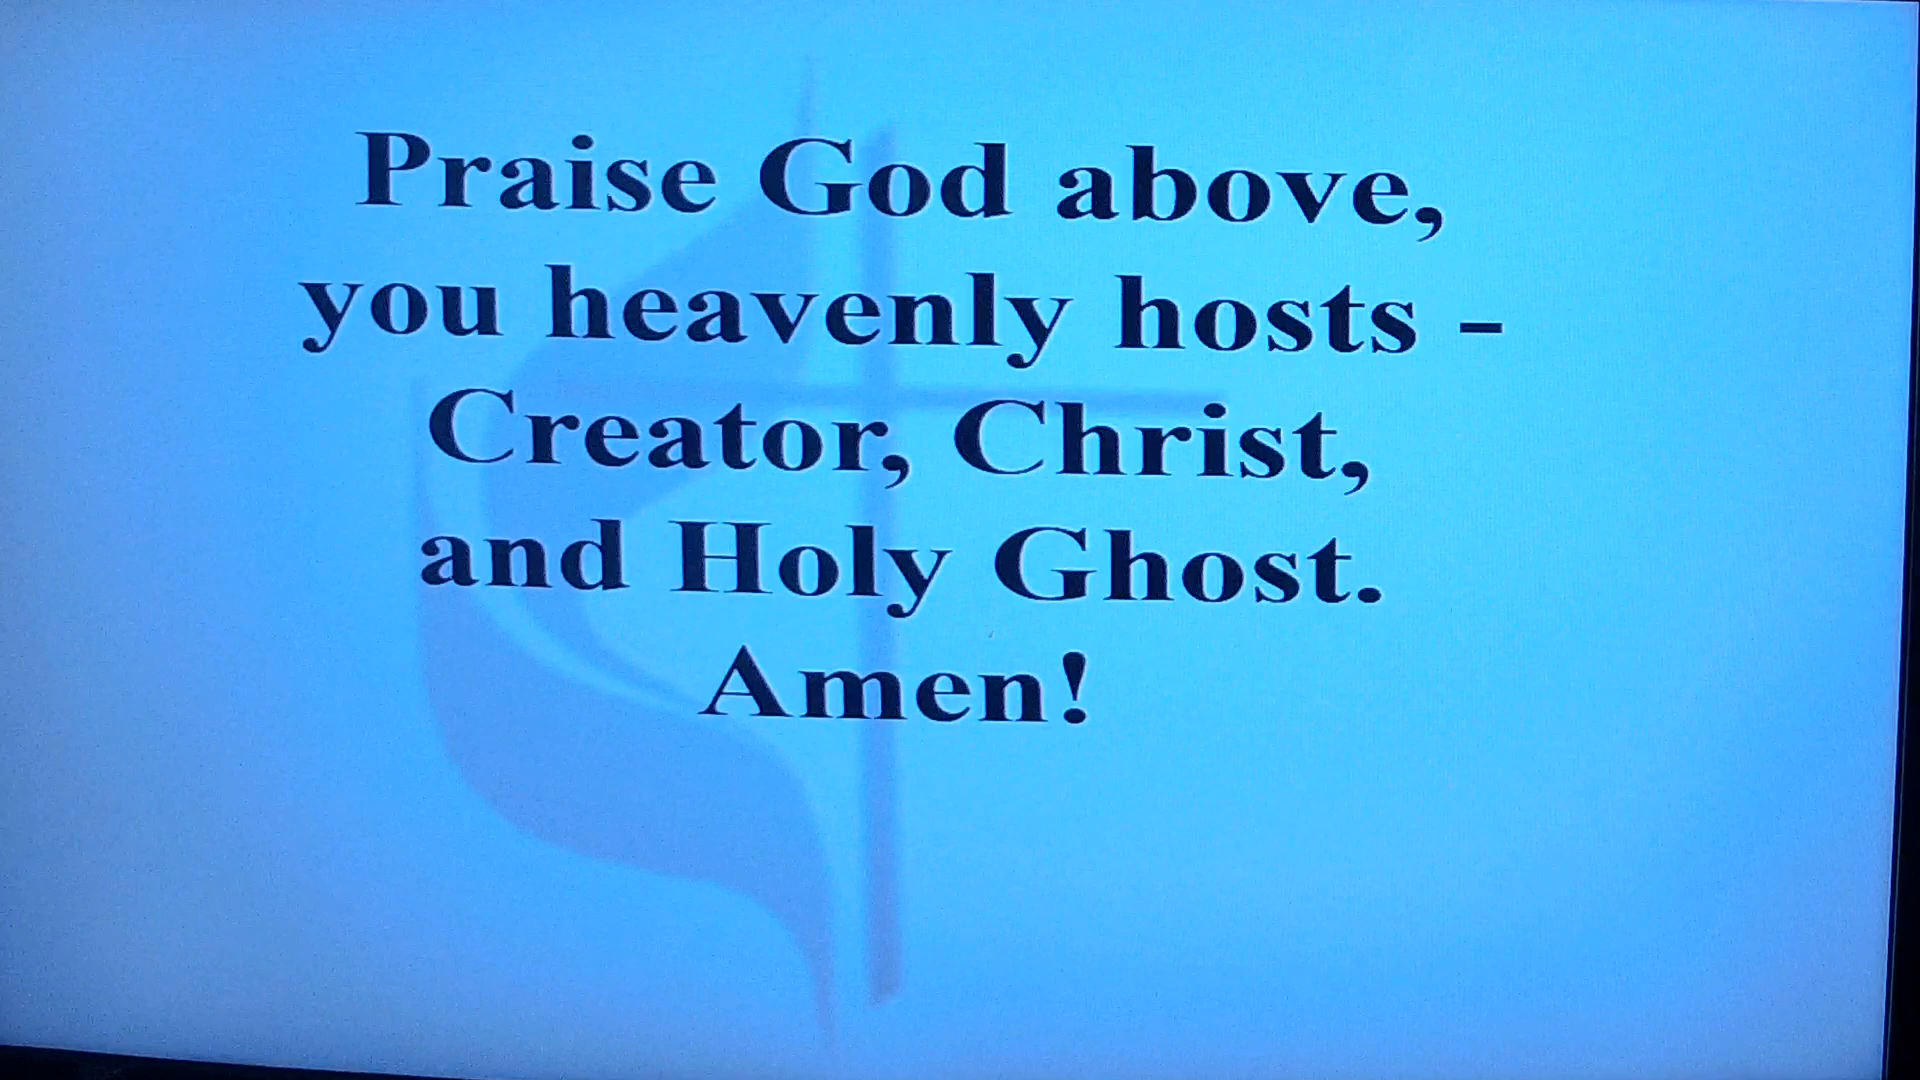 Praise God above,
you heavenly hosts -
Creator, Christ,
and Holy Ghost.
Amen!